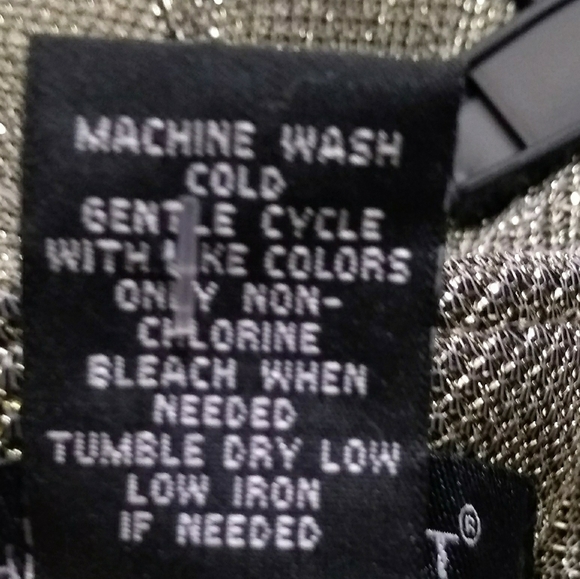 MACHINE WASH
COLD
GENTLE CYCLE
WITH LIKE COLORS
ONLY NON-
CHLORINE
BLEACH WHEN
NEEDED
TUMBLE DRY LOW
LOW IRON
IF NEEDED